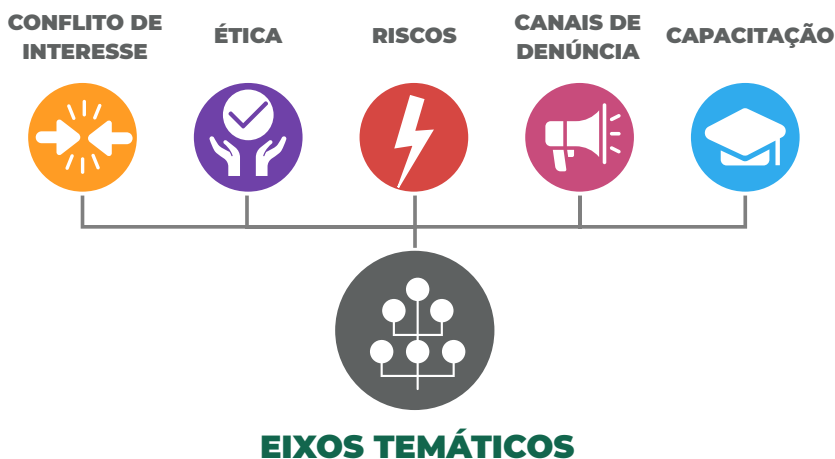 CONFLITO DE
INTERESSE
ÉTICA
RISCOS
CANAIS DE
DENÚNCIA
CAPACITAÇÃO
EIXOS TEMÁTICOS